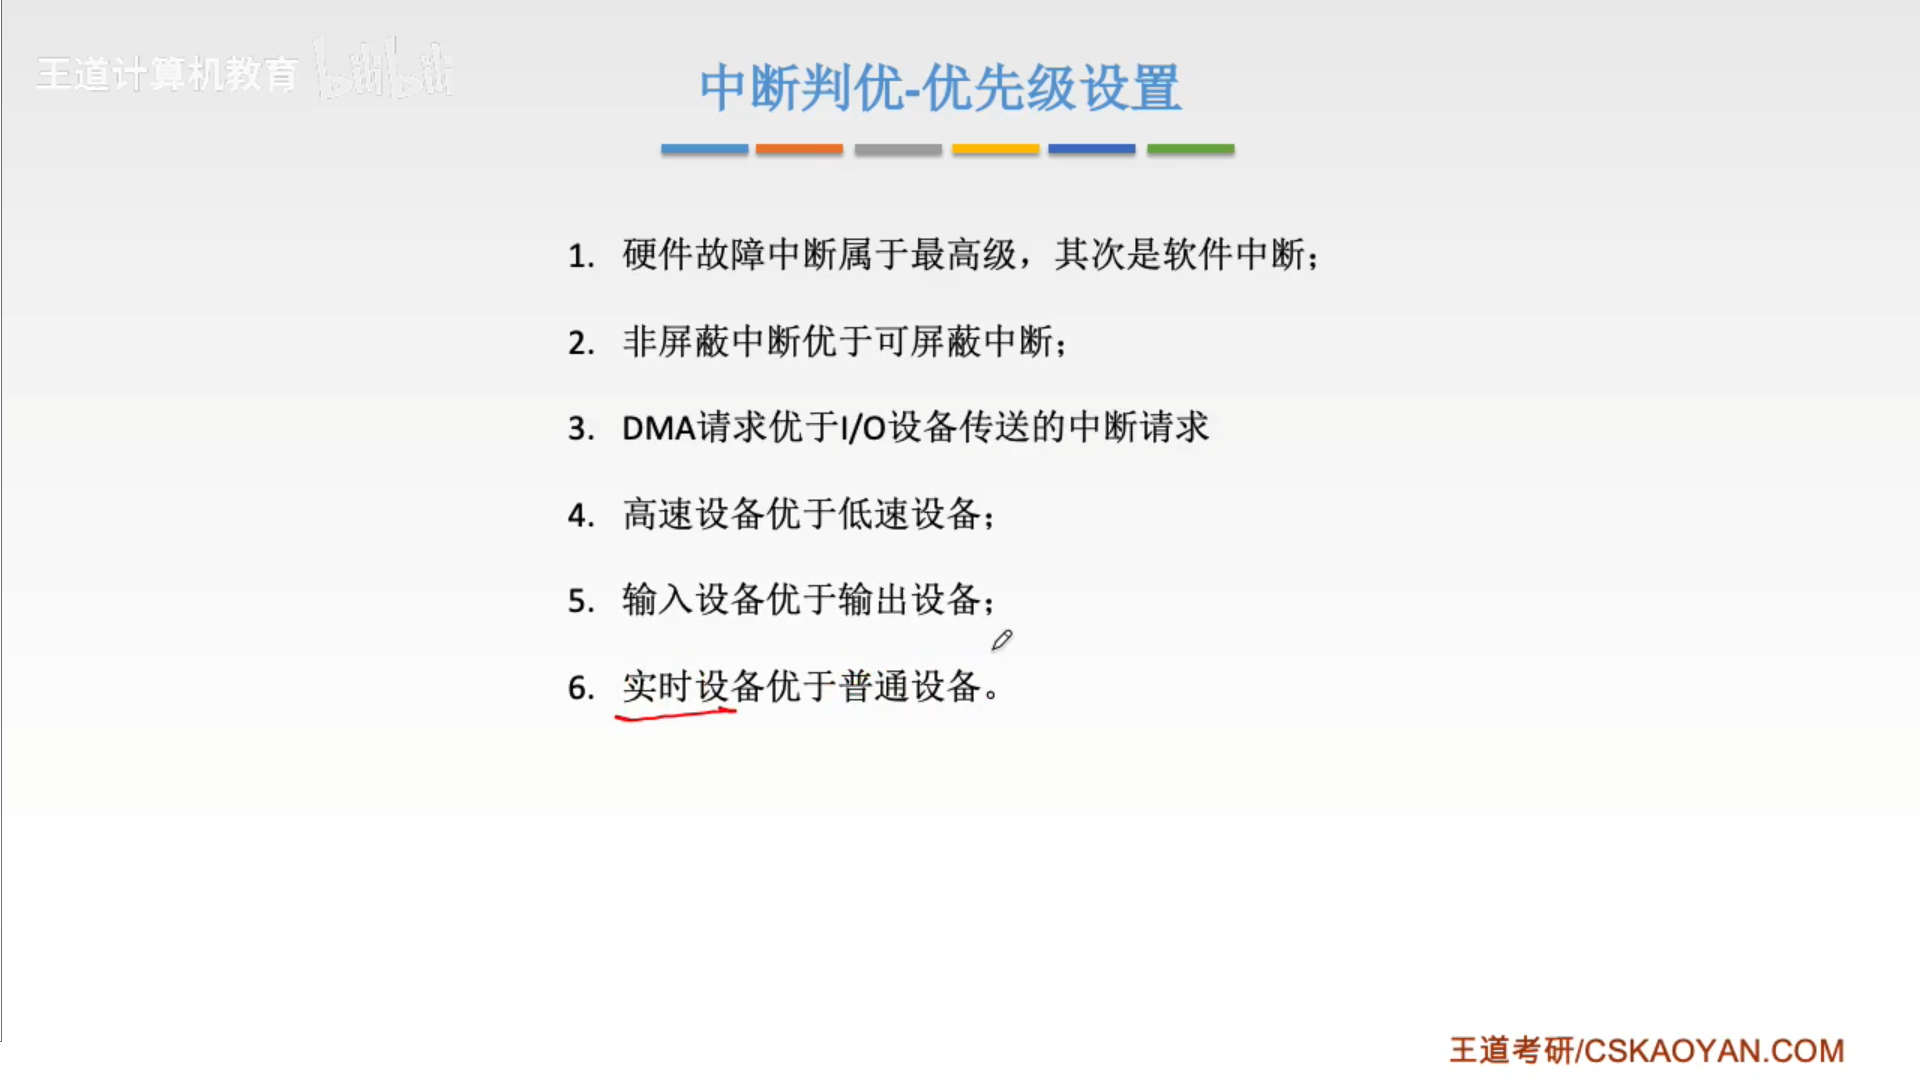 王道计算机教育 bilibili
中断判优-优先级设置
1. 硬件故障中断属于最高级，其次是软件中断；
2. 非屏蔽中断优于可屏蔽中断；
3. DMA请求优于I/O设备传送的中断请求
4. 高速设备优于低速设备；
5. 输入设备优于输出设备；
6. 实时设备优于普通设备。
王道考研/CSKAOYAN.COM